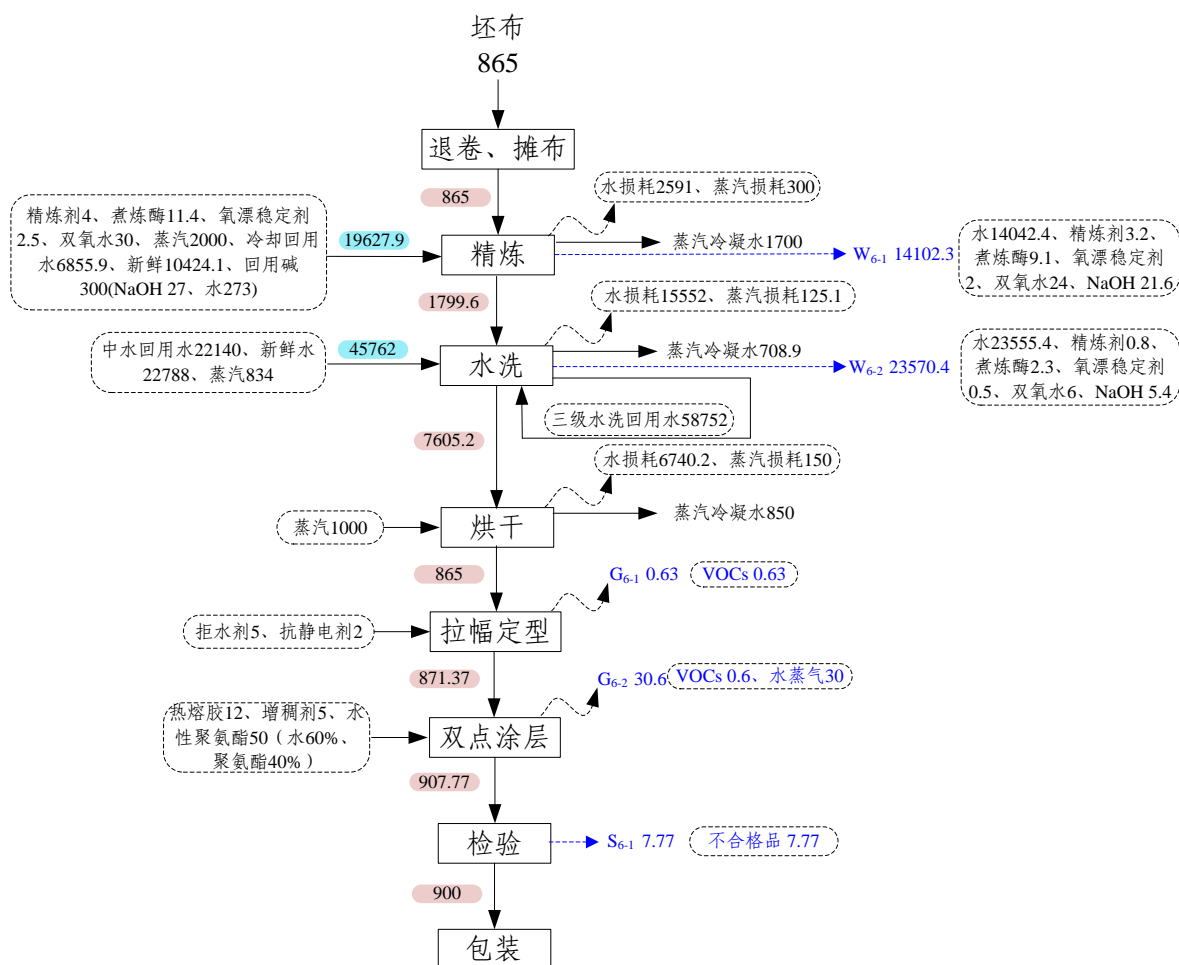 坯布
865
退卷、摊布
865
水损耗2591、蒸汽损耗300
精炼剂4、煮炼酶11.4、氧漂稳定剂
2.5、双氧水30、蒸汽2000、冷却回用
水6855.9、新鲜10424.1、回用碱
300(NaOH 27、水273)
19627.9
精炼
蒸汽冷凝水1700
W6-1 14102.3
水14042.4、精炼剂3.2、
煮炼酶9.1、氧漂稳定剂
2、双氧水24、NaOH 21.6
1799.6
水损耗15552、蒸汽损耗125.1
中水回用水22140、新鲜水
22788、蒸汽834
45762
水洗
蒸汽冷凝水708.9
W6-2 23570.4
水23555.4、精炼剂0.8、
煮炼酶2.3、氧漂稳定剂
0.5、双氧水6、NaOH 5.4
三级水洗回用水58752
7605.2
水损耗6740.2、蒸汽损耗150
蒸汽1000
烘干
蒸汽冷凝水850
865
G6-1 0.63
VOCs 0.63
拒水剂5、抗静电剂2
拉幅定型
871.37
G6-2 30.6
VOCs 0.6、水蒸气30
热熔胶12、增稠剂5、水
性聚氨酯50（水60%、
聚氨酯40%）
双点涂层
907.77
检验
S6-1 7.77
不合格品 7.77
900
包装